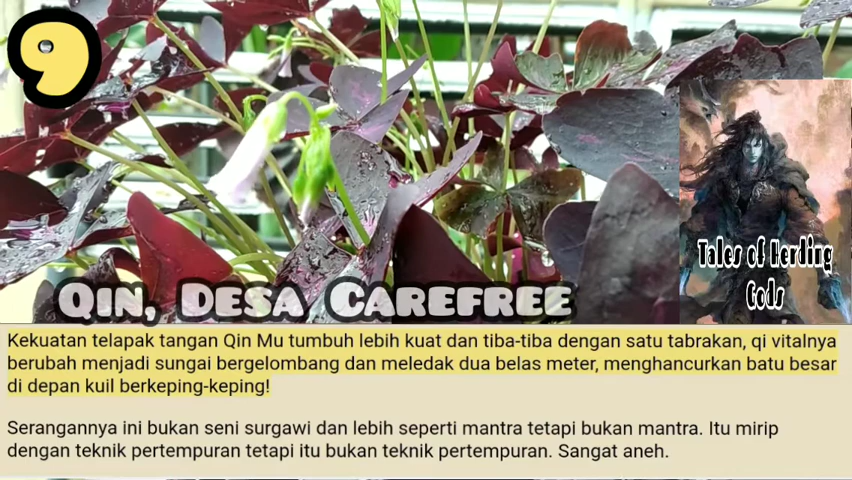 9
Tales of Herding
Gods
Qin, Desa Carefree
Kekuatan telapak tangan Qin Mu tumbuh lebih kuat dan tiba-tiba dengan satu tabrakan, qi vitalnya
berubah menjadi sungai bergelombang dan meledak dua belas meter, menghancurkan batu besar
di depan kuil berkeping-keping!
Serangannya ini bukan seni surgawi dan lebih seperti mantra tetapi bukan mantra. Itu mirip
dengan teknik pertempuran tetapi itu bukan teknik pertempuran. Sangat aneh.